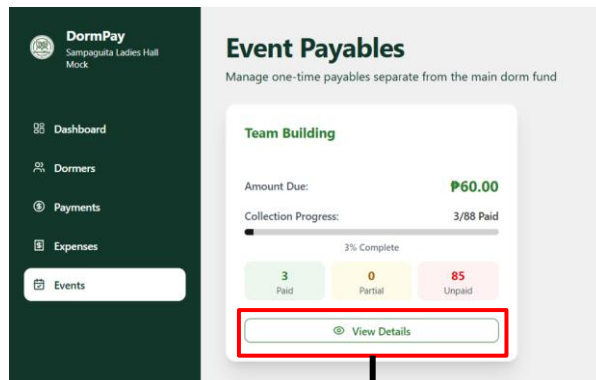 DormPay
Sampaguita Ladies Hall
Mock
Dashboard
Dormers
Payments
Expenses
Events
Event Payables
Manage one-time payables separate from the main dorm fund
Team Building
Amount Due: ₱60.00
Collection Progress: 3/88 Paid
3% Complete
3 0 85
Paid Partial Unpaid
View Details